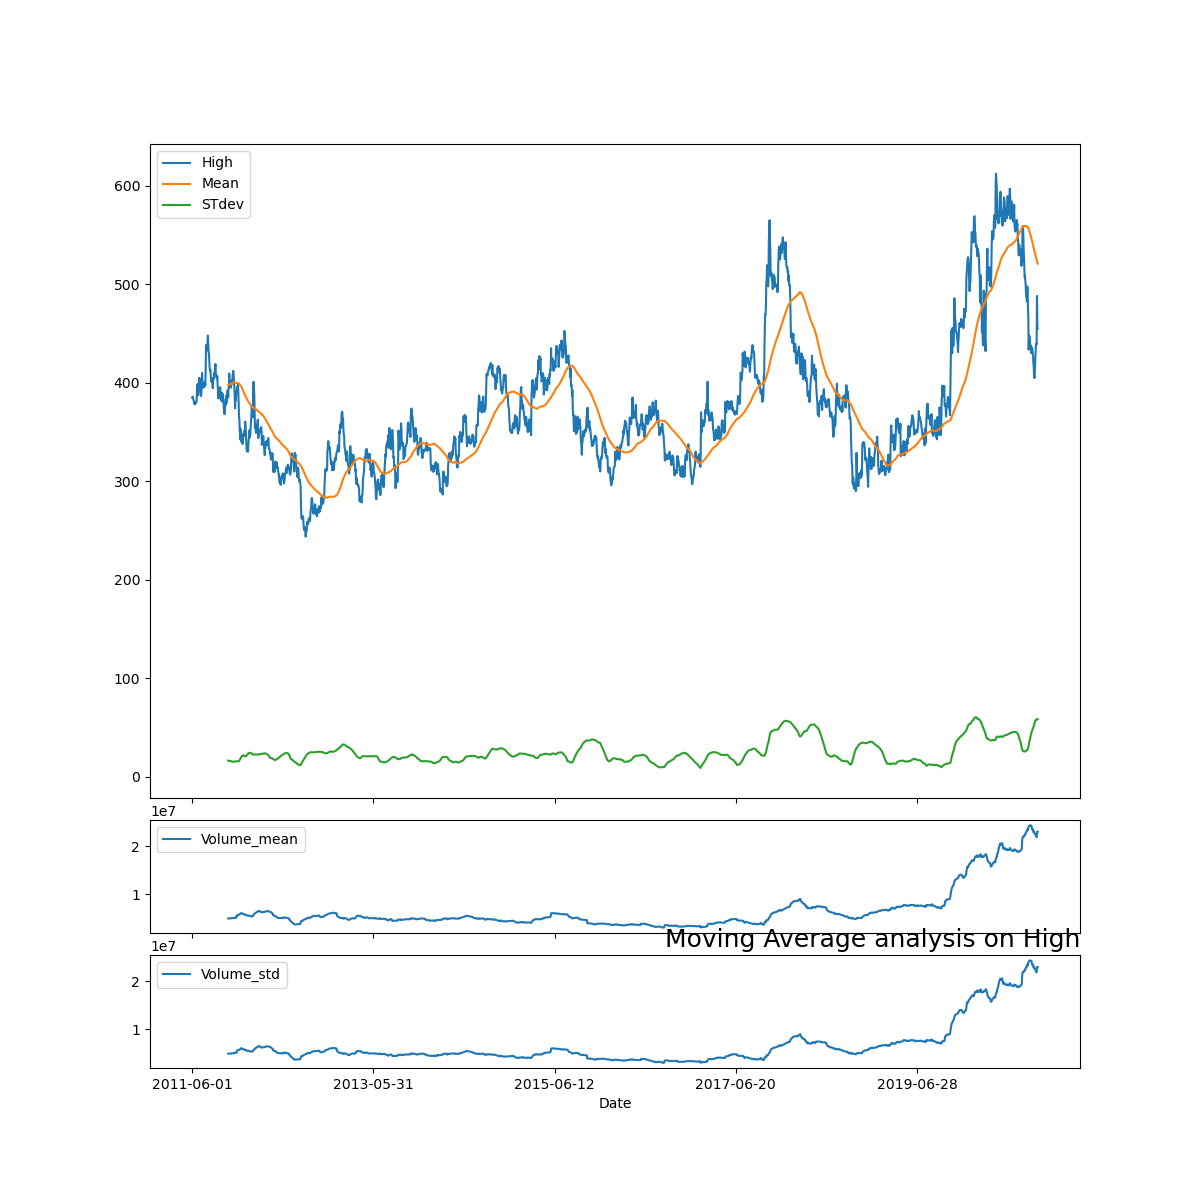 High
Mean
STdev
600
500
400
300
200
100
0
1e7
Volume_mean
2
1
Moving Average analysis on High
1e7
Volume_std
2
1
2011-06-01 2013-05-31 2015-06-12 2017-06-20 2019-06-28
Date